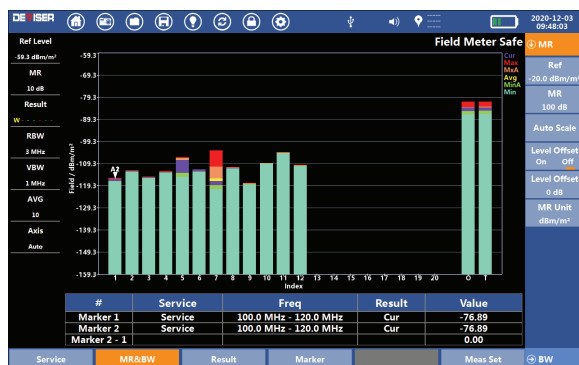 DEVISER
2020-12-03
09:48:03
Ref Level
-59.3 dBm/m²
MR
10 dB
Result
W - - - - - -
RBW
3 MHz
VBW
1 MHz
AVG
10
Axis
Auto
Field Meter Safe
Cur
Max
MxA
Avg
MinA
Min
Field / dBm/m²
-59.3
-69.3
-79.3
-89.3
-99.3
-109.3
-119.3
-129.3
-139.3
-149.3
-159.3
1 2 3 4 5 6 7 8 9 10 11 12 13 14 15 16 17 18 19 20 O T
Index
# Service Freq Result Value
Marker 1 Service 100.0 MHz - 120.0 MHz Cur -76.89
Marker 2 Service 100.0 MHz - 120.0 MHz Cur -76.89
Marker 2 - 1 0.00
MR
Ref
-20.0 dBm/m²
MR
100 dB
Auto Scale
Level Offset
On Off
Level Offset
0 dB
MR Unit
dBm/m²
Service MR&BW Result Marker Meas Set BW